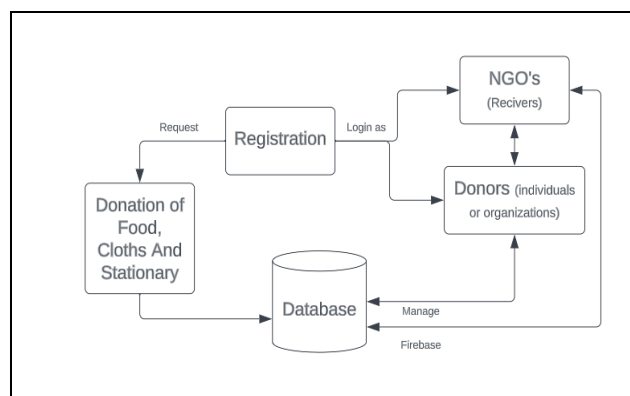 NGO's
(Recivers)
Request
Registration
Login as
Donors (individuals
or organizations)
Donation of
Food,
Cloths And
Stationary
Database
Manage
Firebase